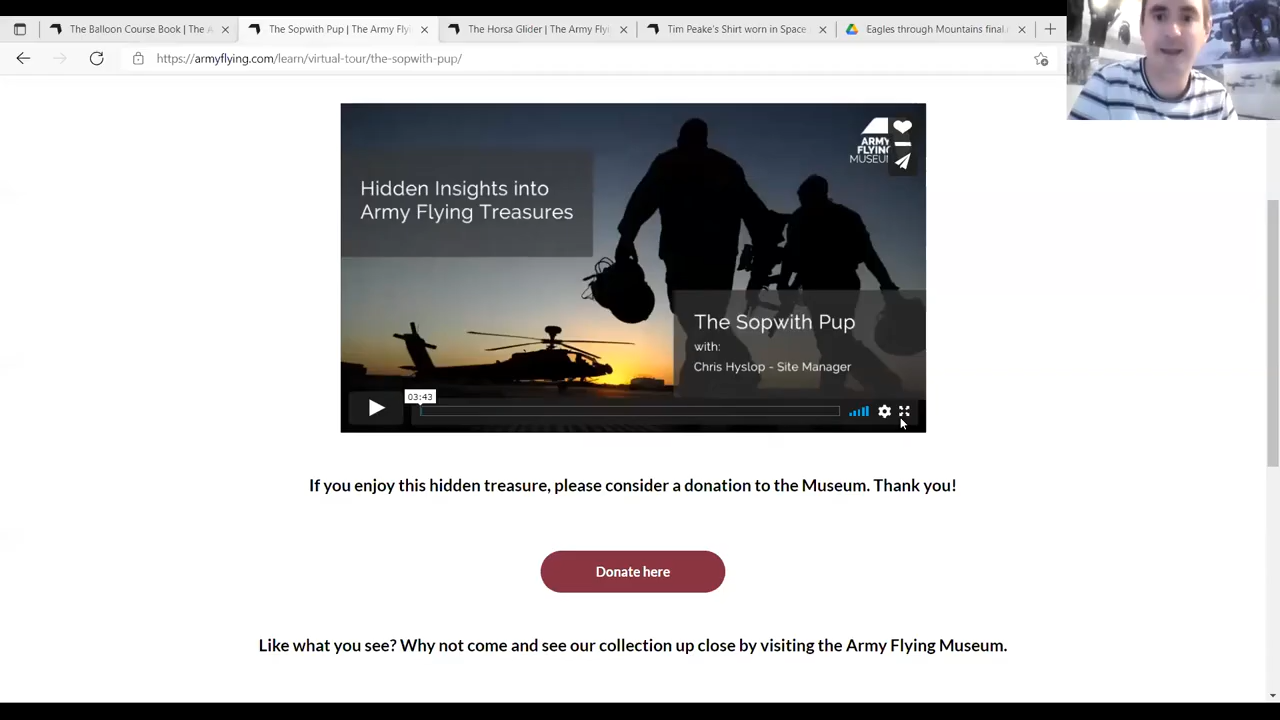 The Balloon Course Book | The A
The Sopwith Pup | The Army Fly
The Horsa Glider | The Army Fly
Tim Peake's Shirt worn in Space
Eagles through Mountains final
https://armyflying.com/learn/virtual-tour/the-sopwith-pup/
ARMY
FLYING
MUSEUM
Hidden Insights into
Army Flying Treasures
The Sopwith Pup
with:
Chris Hyslop - Site Manager
03:43
If you enjoy this hidden treasure, please consider a donation to the Museum. Thank you!
Donate here
Like what you see? Why not come and see our collection up close by visiting the Army Flying Museum.